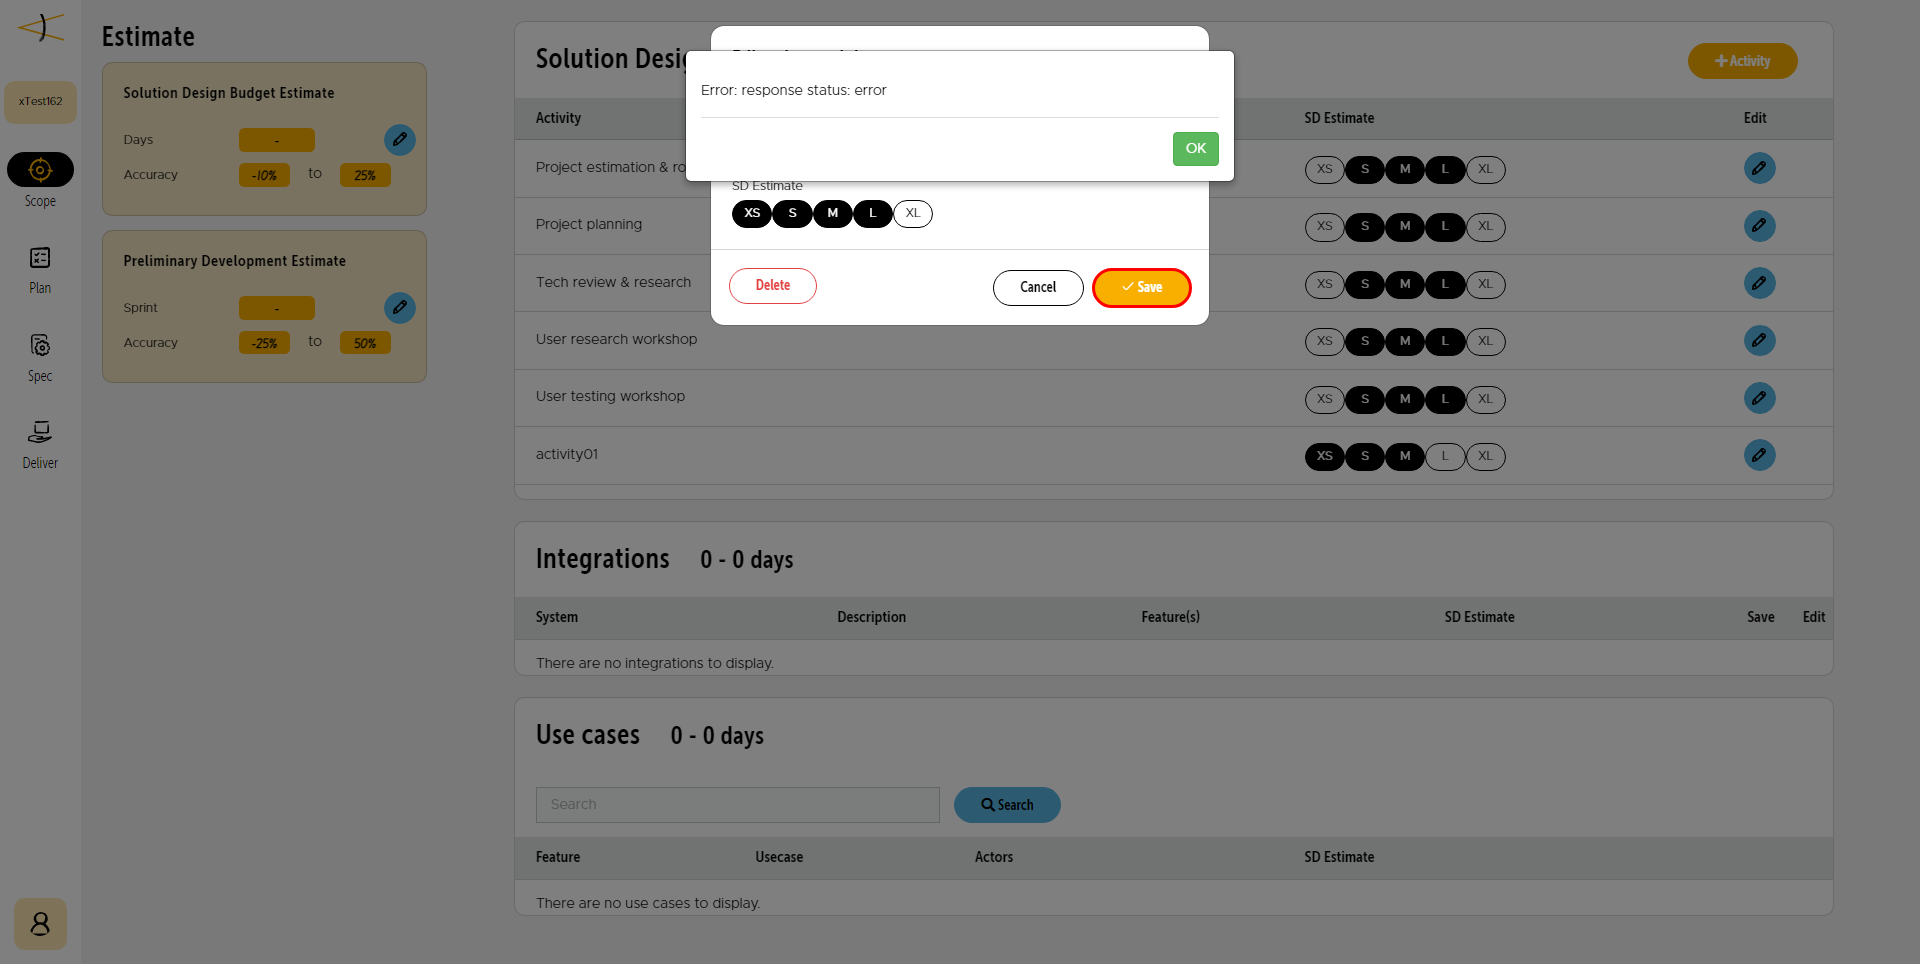 Estimate
xTest162
Scope
Plan
Spec
Deliver
Solution Design Budget Estimate
Days -
Accuracy -10% to 25%
Preliminary Development Estimate
Sprint -
Accuracy -25% to 50%
Solution
Activity
Activity SD Estimate Edit
Project estimation & XS S M L XL
Project planning XS S M L XL
Tech review & research XS S M L XL
User research workshop XS S M L XL
User testing workshop XS S M L XL
activity01 XS S M L XL
Error: response status: error
OK
SD Estimate
XS S M L XL
Delete Cancel Save
Integrations 0 - 0 days
System Description Feature(s) SD Estimate Save Edit
There are no integrations to display.
Use cases 0 - 0 days
Search Search
Feature Usecase Actors SD Estimate
There are no use cases to display.